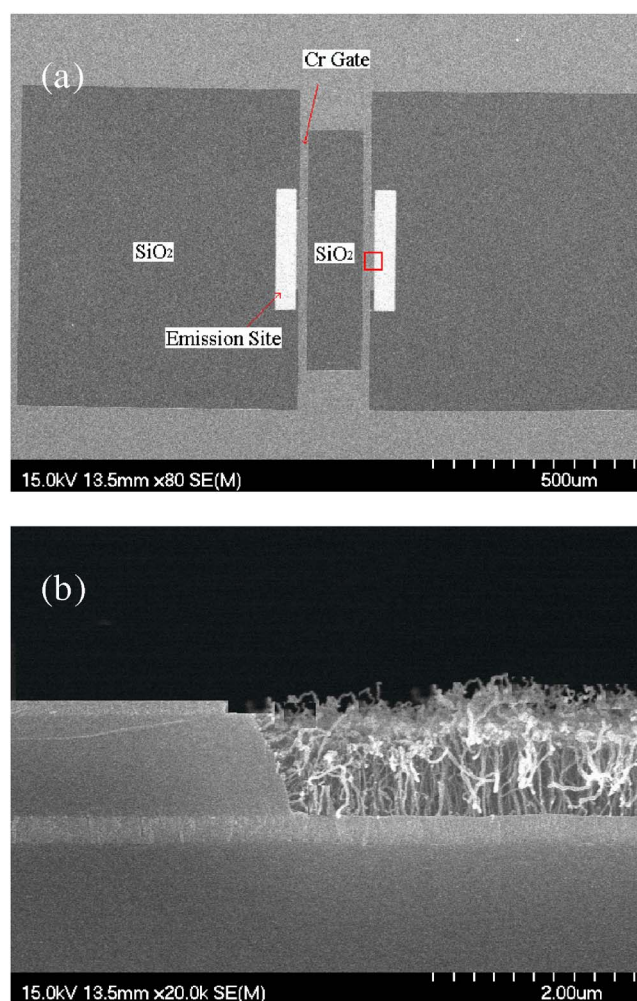 (a)
Cr Gate
SiO2
SiO2
Emission Site
15.0kV 13.5mm x80 SE(M)
500um
(b)
15.0kV 13.5mm x20.0k SE(M)
2.00um